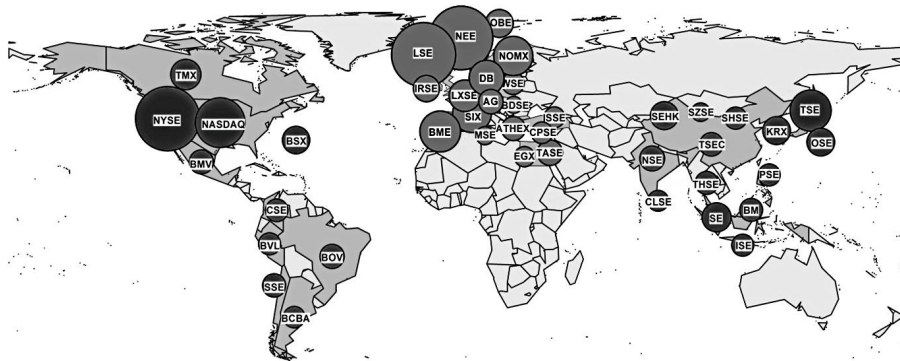 OBE
NEE
LSE
NOMX
TMX
DB
WSE
IRSE
LXSE
AG
BDSE
NYSE
NASDAQ
SIX
SSE
SEHK
SZSE
SHSE
TSE
BME
MSE
ATHEX
CPSE
KRX
BSX
OSE
TSEC
EGX
TASE
NSE
BMV
THSE
PSE
CLSE
CSE
SE
BM
BVL
BOV
ISE
SSE
BCBA